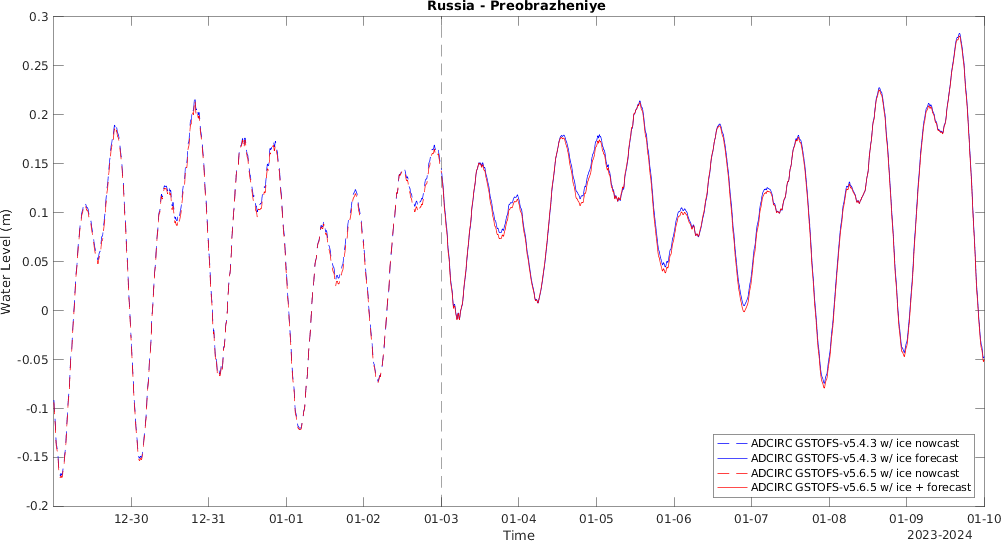 Russia - Preobrazheniye
Water Level (m)
0.3
0.25
0.2
0.15
0.1
0.05
0
-0.05
-0.1
-0.15
-0.2
ADCIRC GSTOFS-v5.4.3 w/ ice nowcast
ADCIRC GSTOFS-v5.4.3 w/ ice forecast
ADCIRC GSTOFS-v5.6.5 w/ ice nowcast
ADCIRC GSTOFS-v5.6.5 w/ ice + forecast
12-30 12-31 01-01 01-02 01-03 01-04 01-05 01-06 01-07 01-08 01-09 01-10
Time
2023-2024